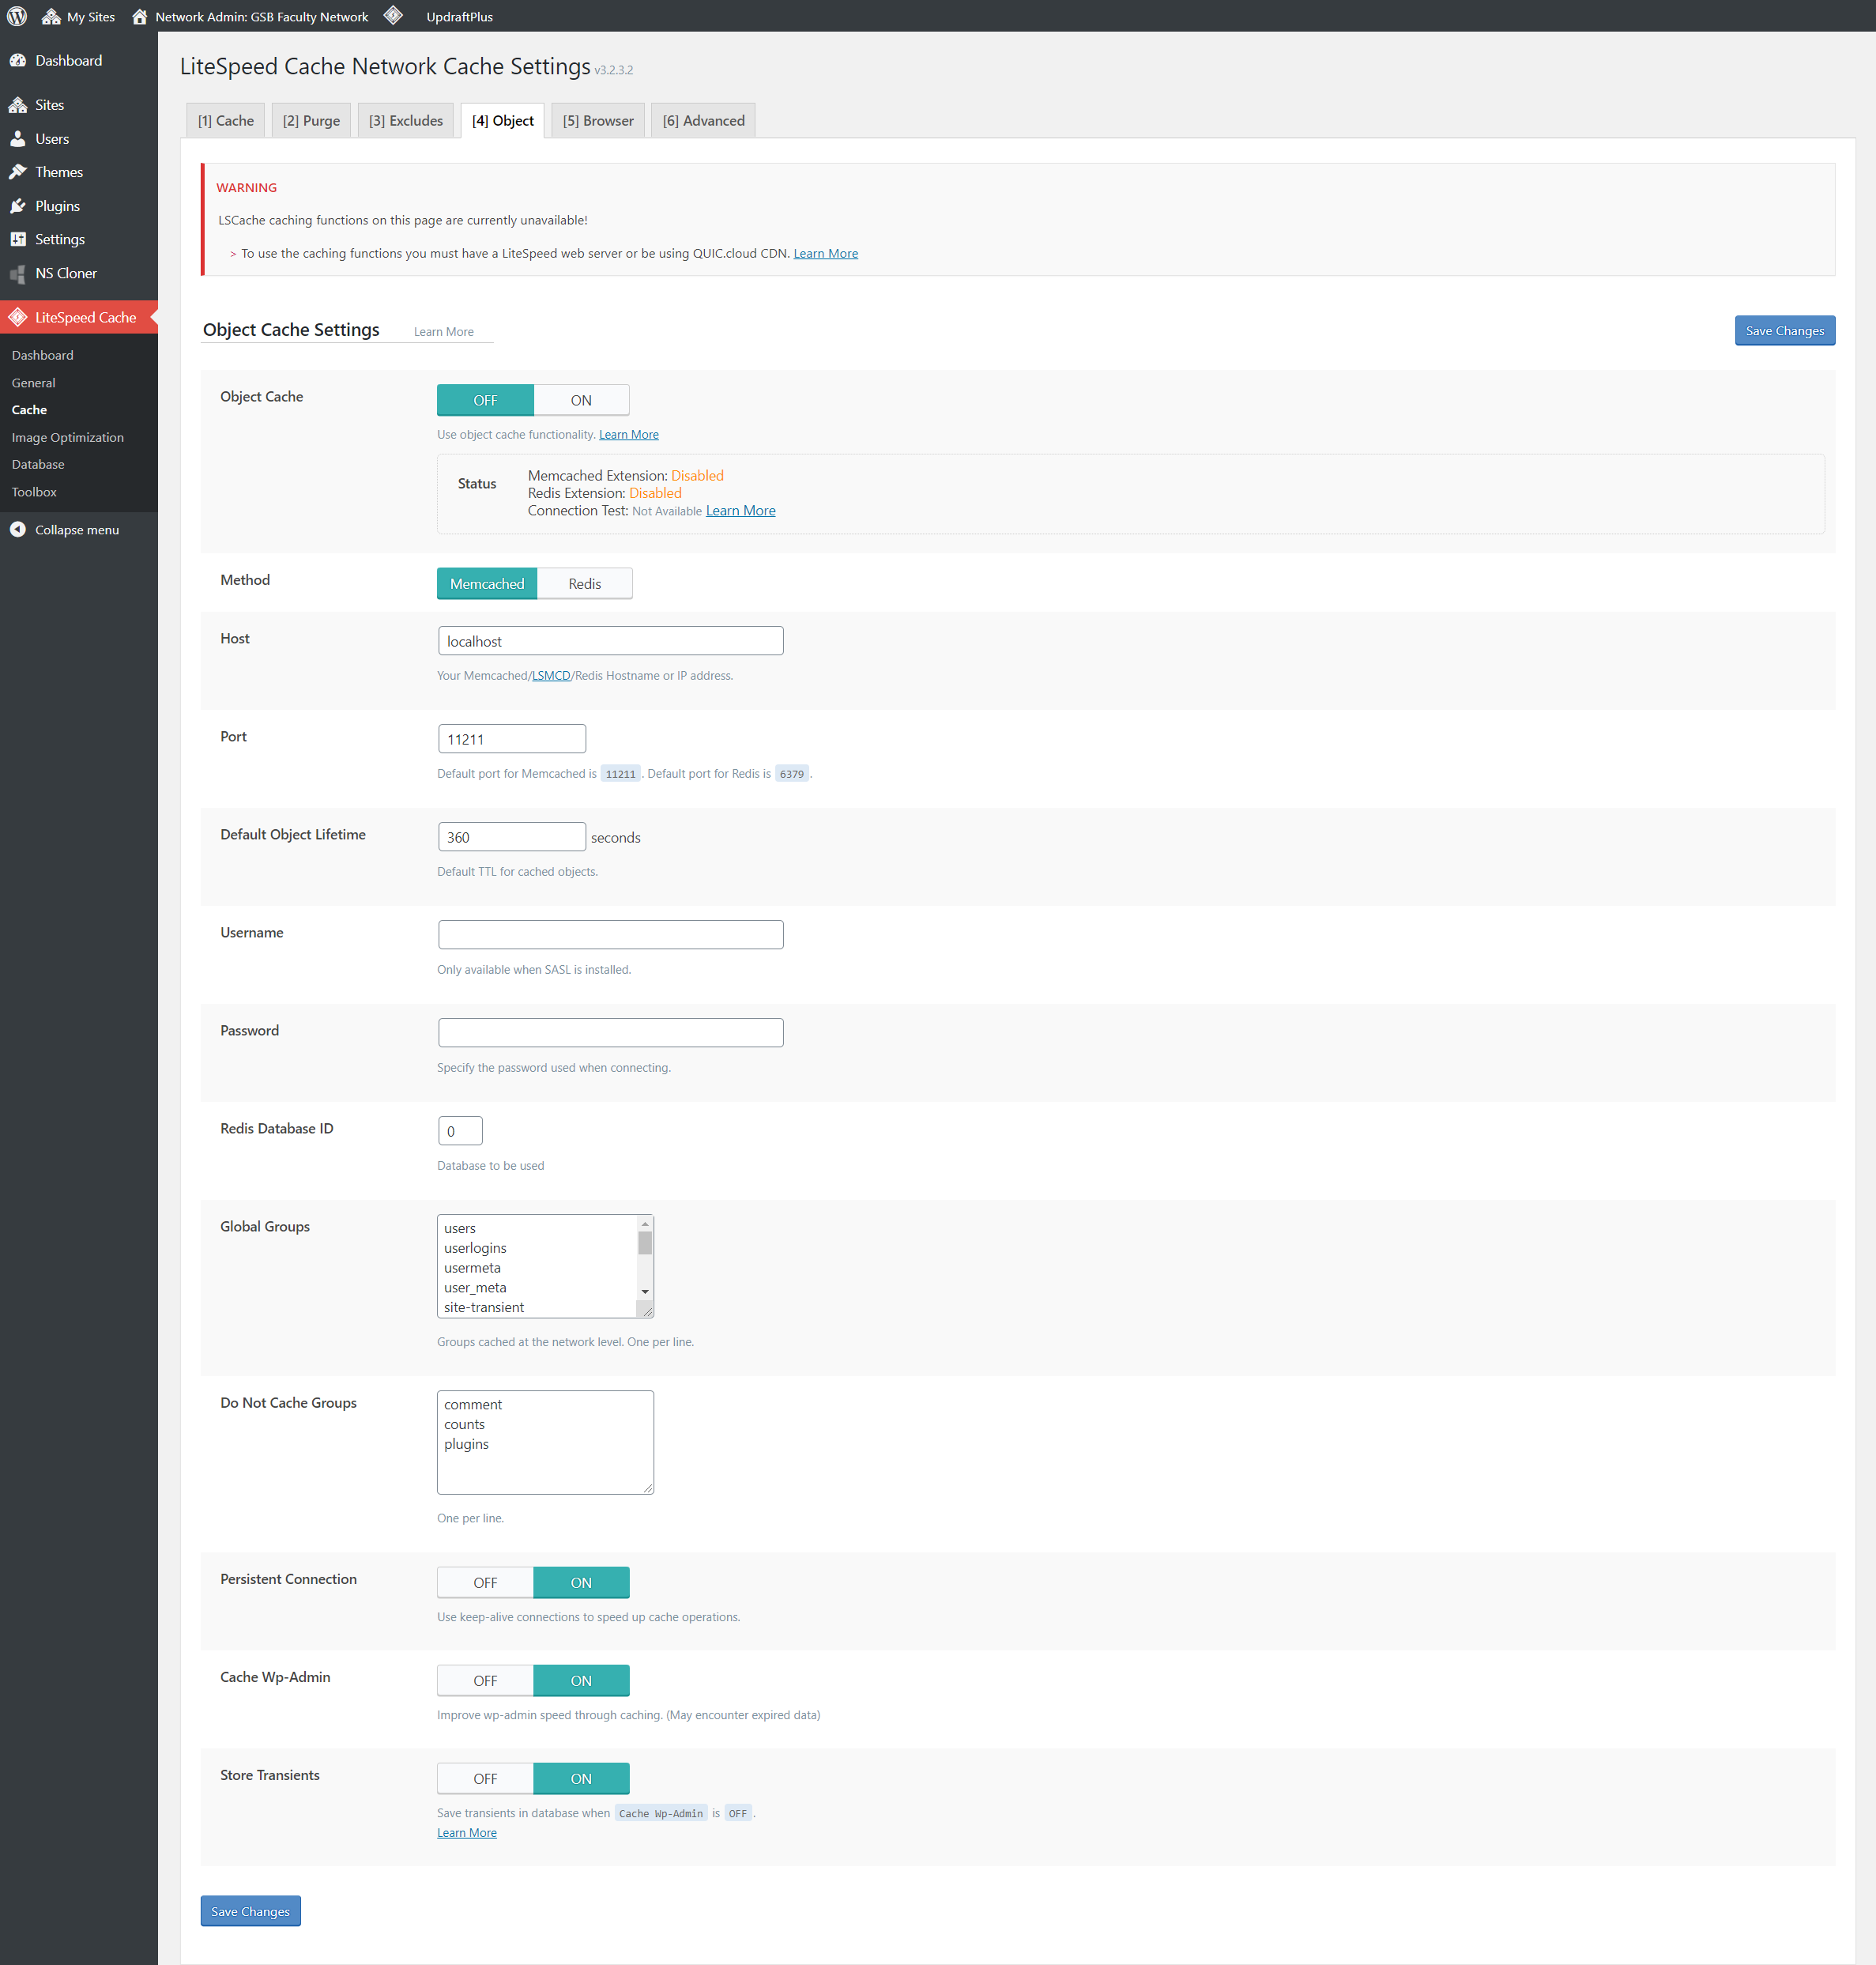 My Sites
Network Admin: GSB Faculty Network
UpdraftPlus
Dashboard
Sites
Users
Themes
Plugins
Settings
NS Cloner
LiteSpeed Cache
Dashboard
General
Cache
Image Optimization
Database
Toolbox
Collapse menu
LiteSpeed Cache Network Cache Settings v3.2.3.2
[1] Cache
[2] Purge
[3] Excludes
[4] Object
[5] Browser
[6] Advanced
WARNING
LSCache caching functions on this page are currently unavailable!
> To use the caching functions you must have a LiteSpeed web server or be using QUIC.cloud CDN. Learn More
Object Cache Settings Learn More
Save Changes
Object Cache
OFF ON
Use object cache functionality. Learn More
Status
Memcached Extension: Disabled
Redis Extension: Disabled
Connection Test: Not Available Learn More
Method
Memcached Redis
Host
localhost
Your Memcached/LSMCD/Redis Hostname or IP address.
Port
11211
Default port for Memcached is 11211. Default port for Redis is 6379.
Default Object Lifetime
360 seconds
Default TTL for cached objects.
Username
Only available when SASL is installed.
Password
Specify the password used when connecting.
Redis Database ID
0
Database to be used
Global Groups
users
userlogins
usermeta
user_meta
site-transient
Groups cached at the network level. One per line.
Do Not Cache Groups
comment
counts
plugins
One per line.
Persistent Connection
OFF ON
Use keep-alive connections to speed up cache operations.
Cache Wp-Admin
OFF ON
Improve wp-admin speed through caching. (May encounter expired data)
Store Transients
OFF ON
Save transients in database when Cache Wp-Admin is OFF.
Learn More
Save Changes